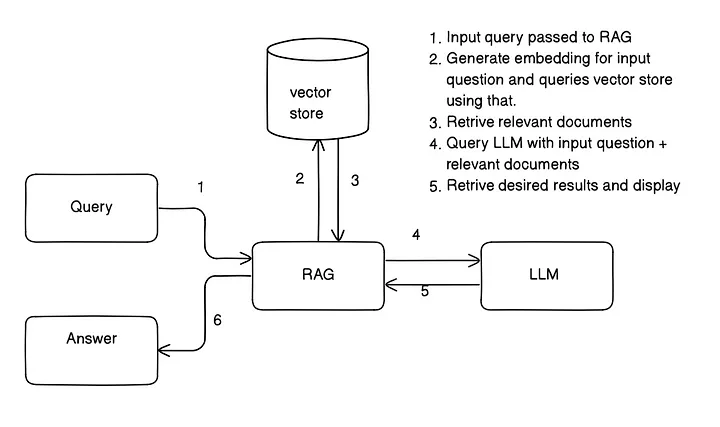 1. Input query passed to RAG
2. Generate embedding for input
question and queries vector store
using that.
3. Retrive relevant documents
4. Query LLM with input question +
relevant documents
5. Retrive desired results and display
vector
store
2
3
1
Query
4
RAG
LLM
5
6
Answer